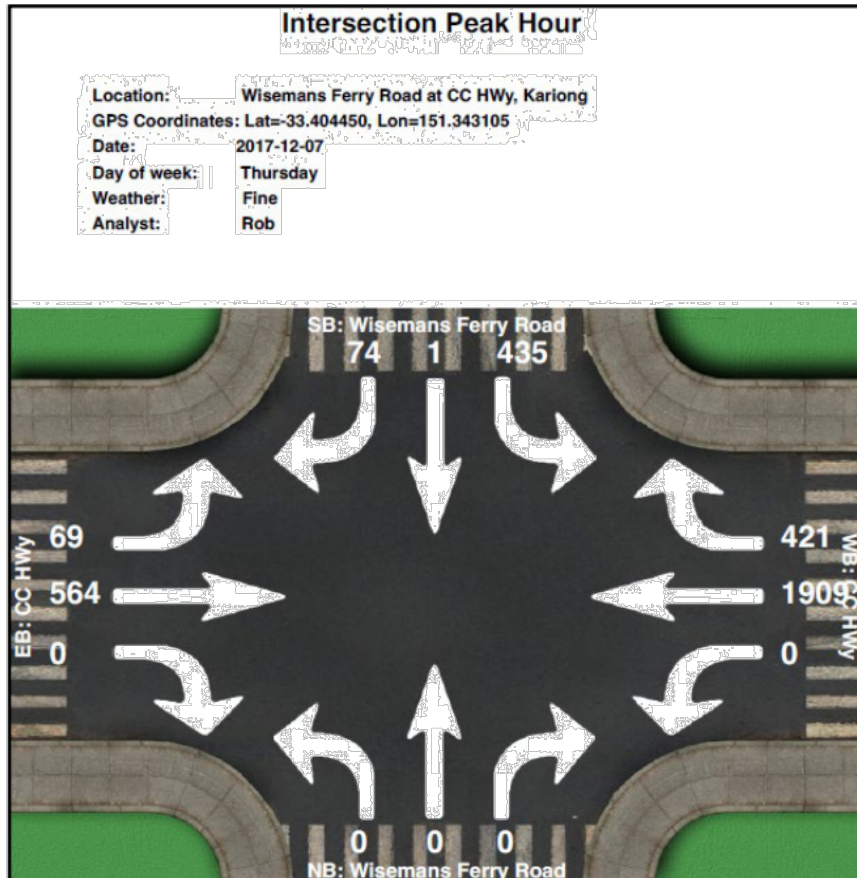 Intersection Peak Hour
Location: Wisemans Ferry Road at CC HWy, Kariong
GPS Coordinates: Lat=-33.404450, Lon=151.343105
Date: 2017-12-07
Day of week: Thursday
Weather: Fine
Analyst: Rob
SB: Wisemans Ferry Road
74 1 435
EB: CC HWy
69
564
0
421
1909
0
WB: CC HWy
0 0 0
NB: Wisemans Ferry Road